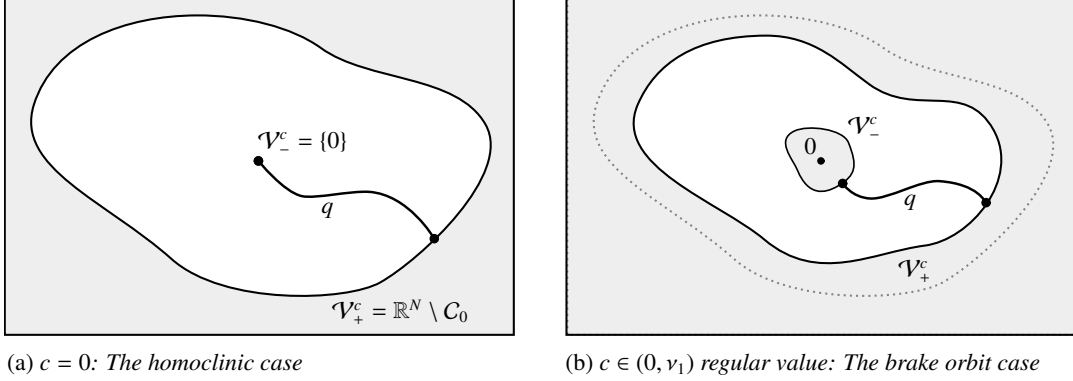 𝒱₋ᶜ = {0}
q
𝒱₊ᶜ = ℝᴺ \ 𝒞₀
(a) c = 0: The homoclinic case
𝒱₋ᶜ
0
q
𝒱₊ᶜ
(b) c ∈ (0, ν₁) regular value: The brake orbit case